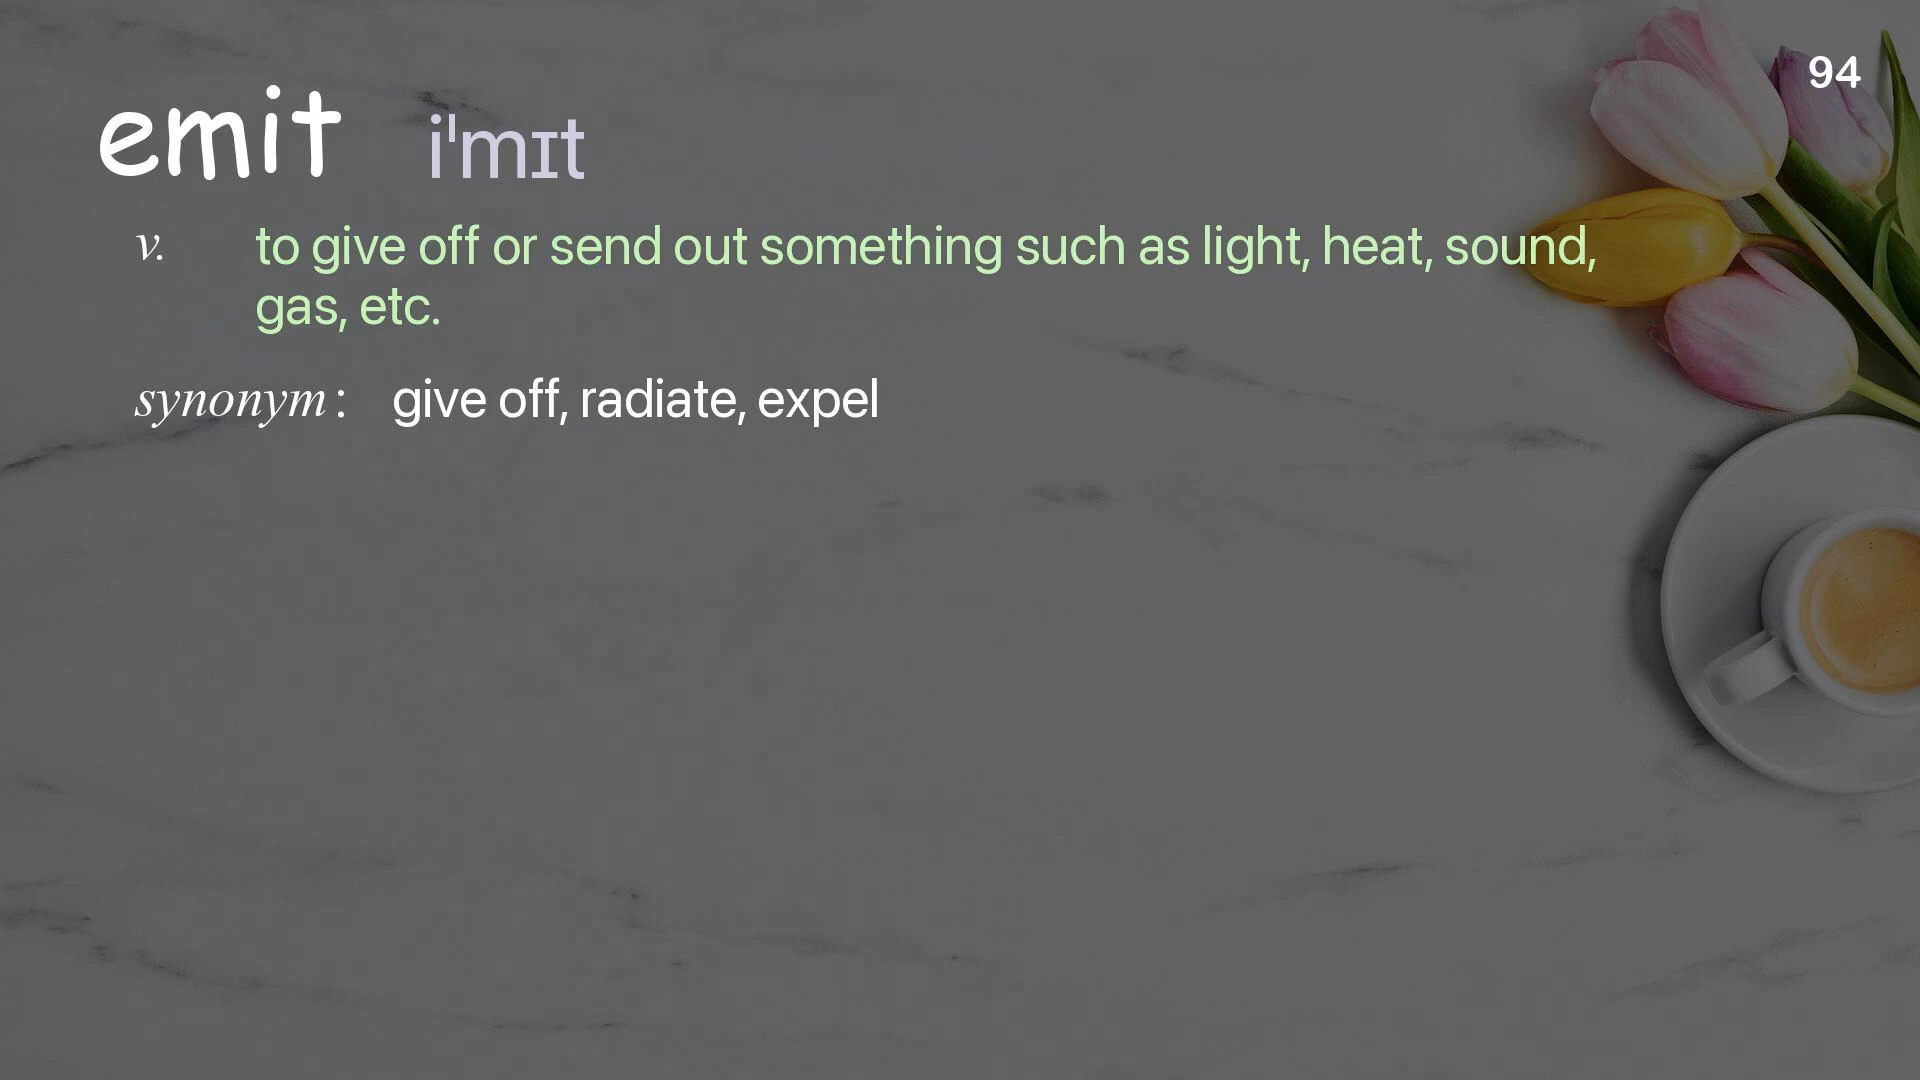 94
emit iˈmɪt
v. to give off or send out something such as light, heat, sound,
gas, etc.
synonym : give off, radiate, expel